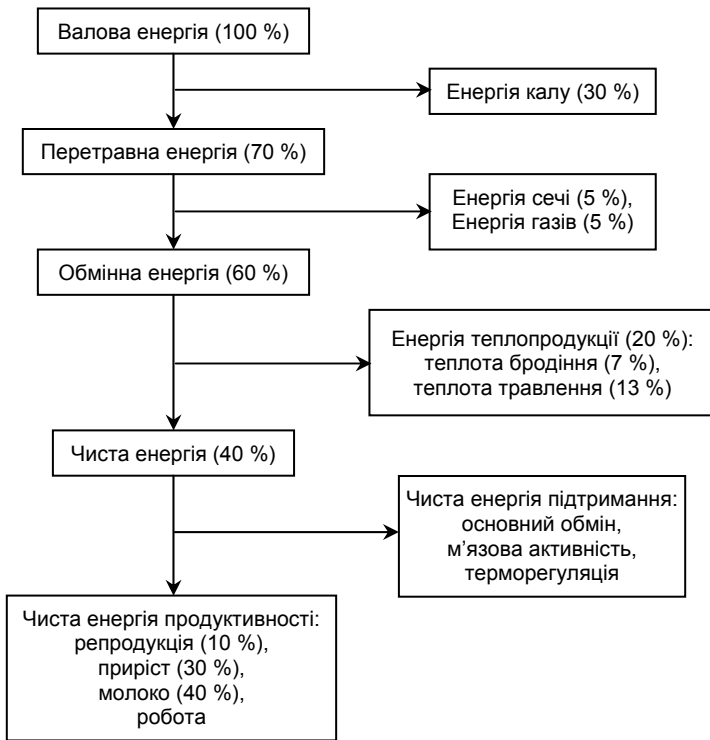 Валова енергія (100 %)
Енергія калу (30 %)
Перетравна енергія (70 %)
Енергія сечі (5 %),
Енергія газів (5 %)
Обмінна енергія (60 %)
Енергія теплопродукції (20 %):
теплота бродіння (7 %),
теплота травлення (13 %)
Чиста енергія (40 %)
Чиста енергія підтримання:
основний обмін,
м’язова активність,
терморегуляція
Чиста енергія продуктивності:
репродукція (10 %),
приріст (30 %),
молоко (40 %),
робота